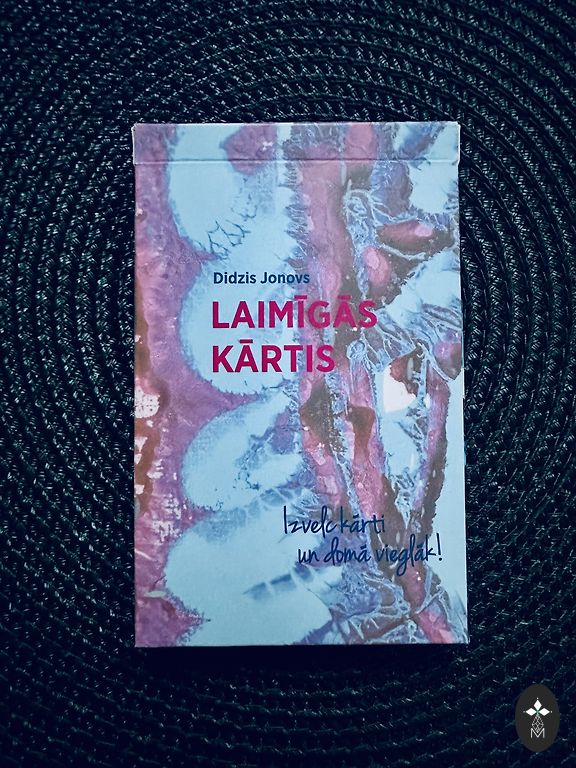 Didzis Jonovs
LAIMĪGĀS
KĀRTIS
Izvelc kārti
un domā vieglāk!